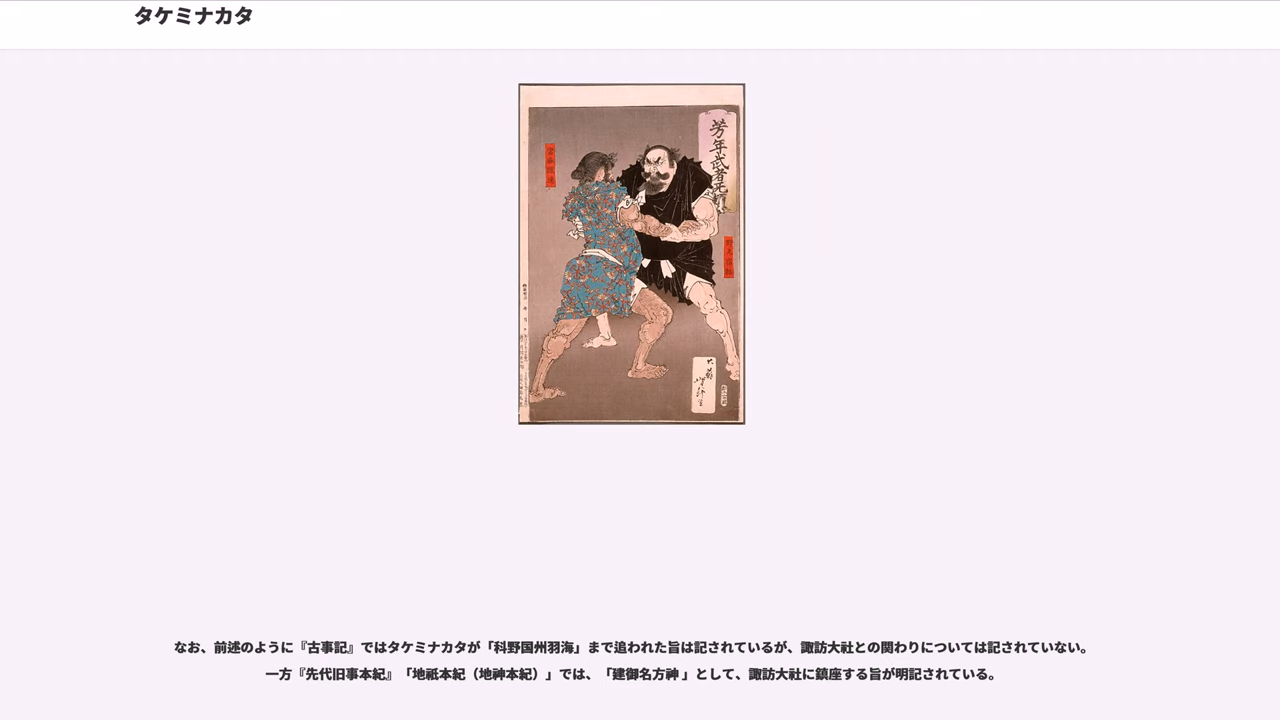 タケミナカタ
芳年武者无類
なお、前述のように『古事記』ではタケミナカタが「科野国州羽海」まで追われた旨は記されているが、諏訪大社との関わりについては記されていない。
一方『先代旧事本紀』「地祇本紀（地神本紀）」では、「建御名方神 」として、諏訪大社に鎮座する旨が明記されている。